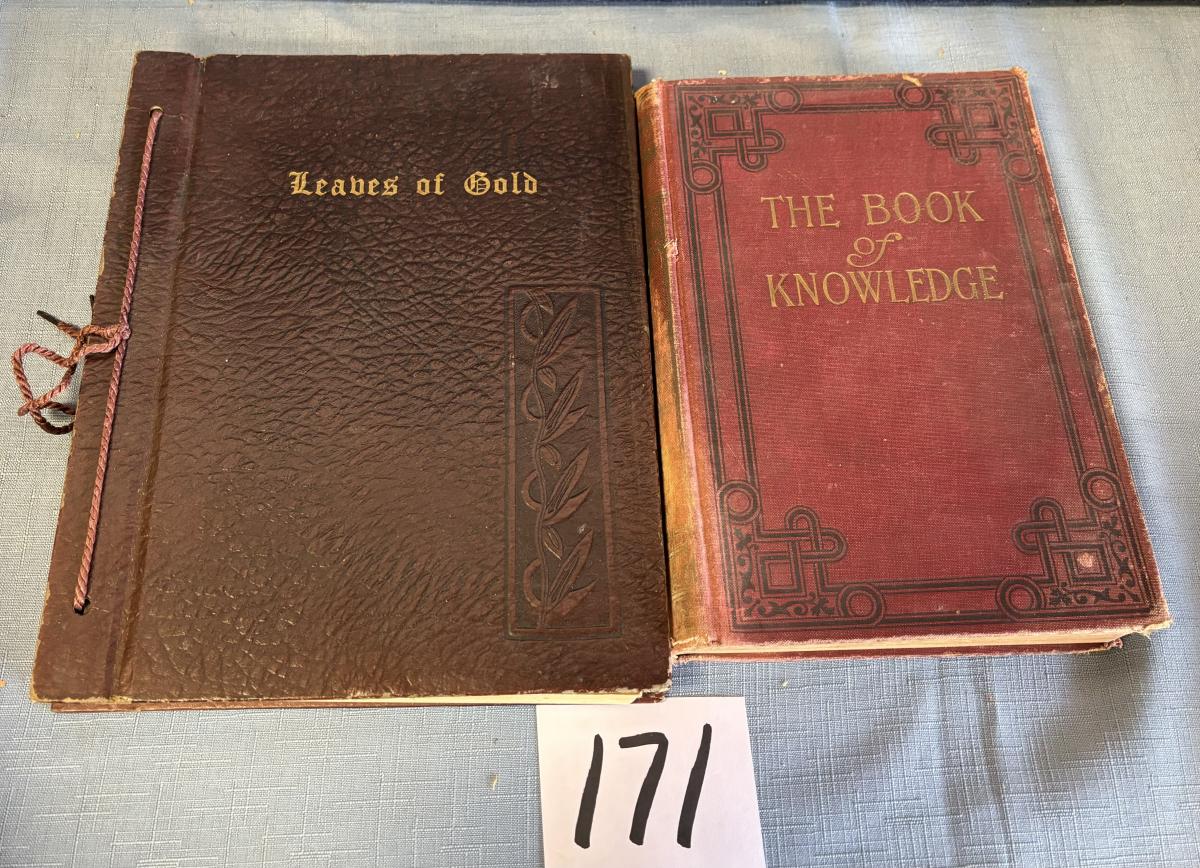 Leaves of Gold
THE BOOK
of
KNOWLEDGE
171